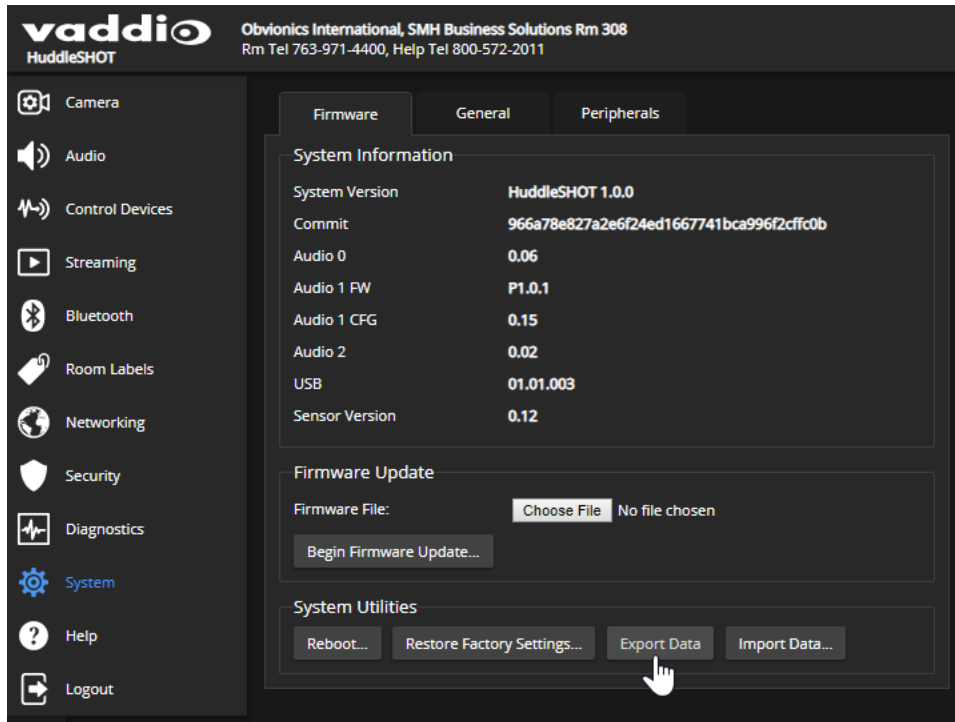 vaddio
HuddleSHOT
Obvionics International, SMH Business Solutions Rm 308
Rm Tel 763-971-4400, Help Tel 800-572-2011
Camera
Audio
Control Devices
Streaming
Bluetooth
Room Labels
Networking
Security
Diagnostics
System
Help
Logout
Firmware General Peripherals
System Information
System Version HuddleSHOT 1.0.0
Commit 966a78e827a2e6f24ed1667741bca996f2cffc0b
Audio 0 0.06
Audio 1 FW P1.0.1
Audio 1 CFG 0.15
Audio 2 0.02
USB 01.01.003
Sensor Version 0.12
Firmware Update
Firmware File: Choose File No file chosen
Begin Firmware Update...
System Utilities
Reboot... Restore Factory Settings... Export Data Import Data...